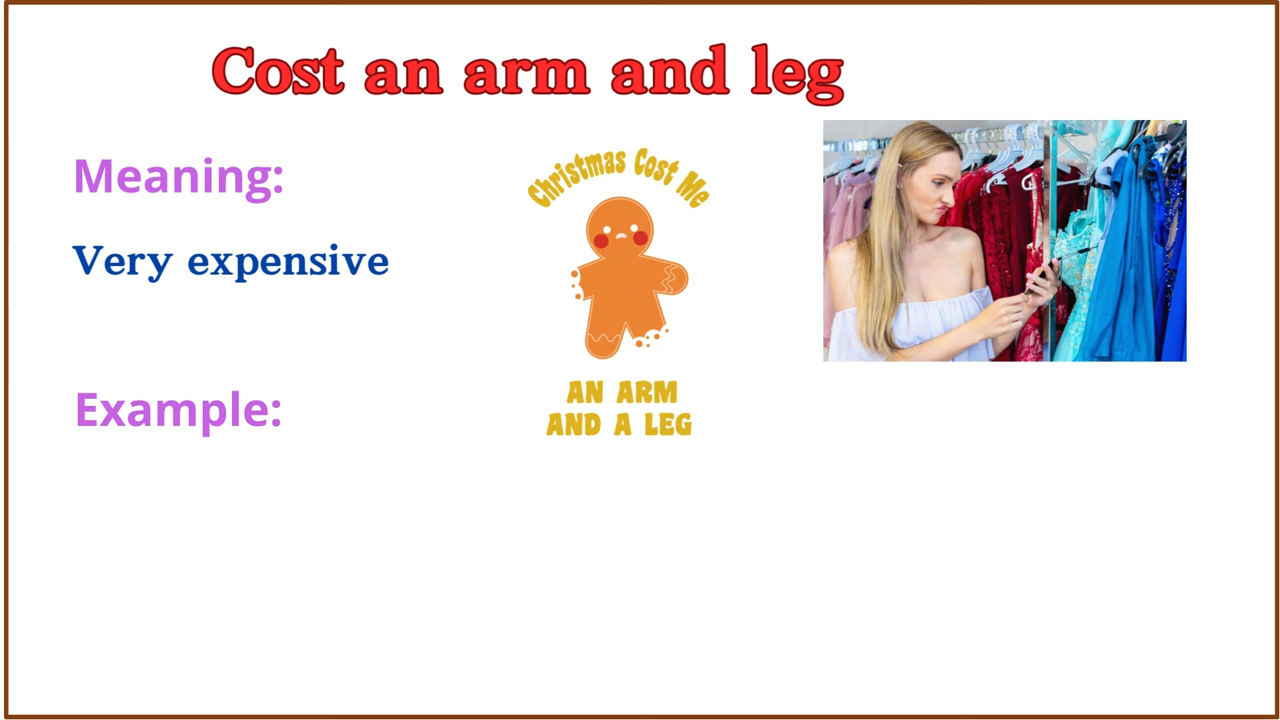 Cost an arm and leg
Meaning:
Very expensive
Christmas Cost Me
AN ARM
AND A LEG
Example: